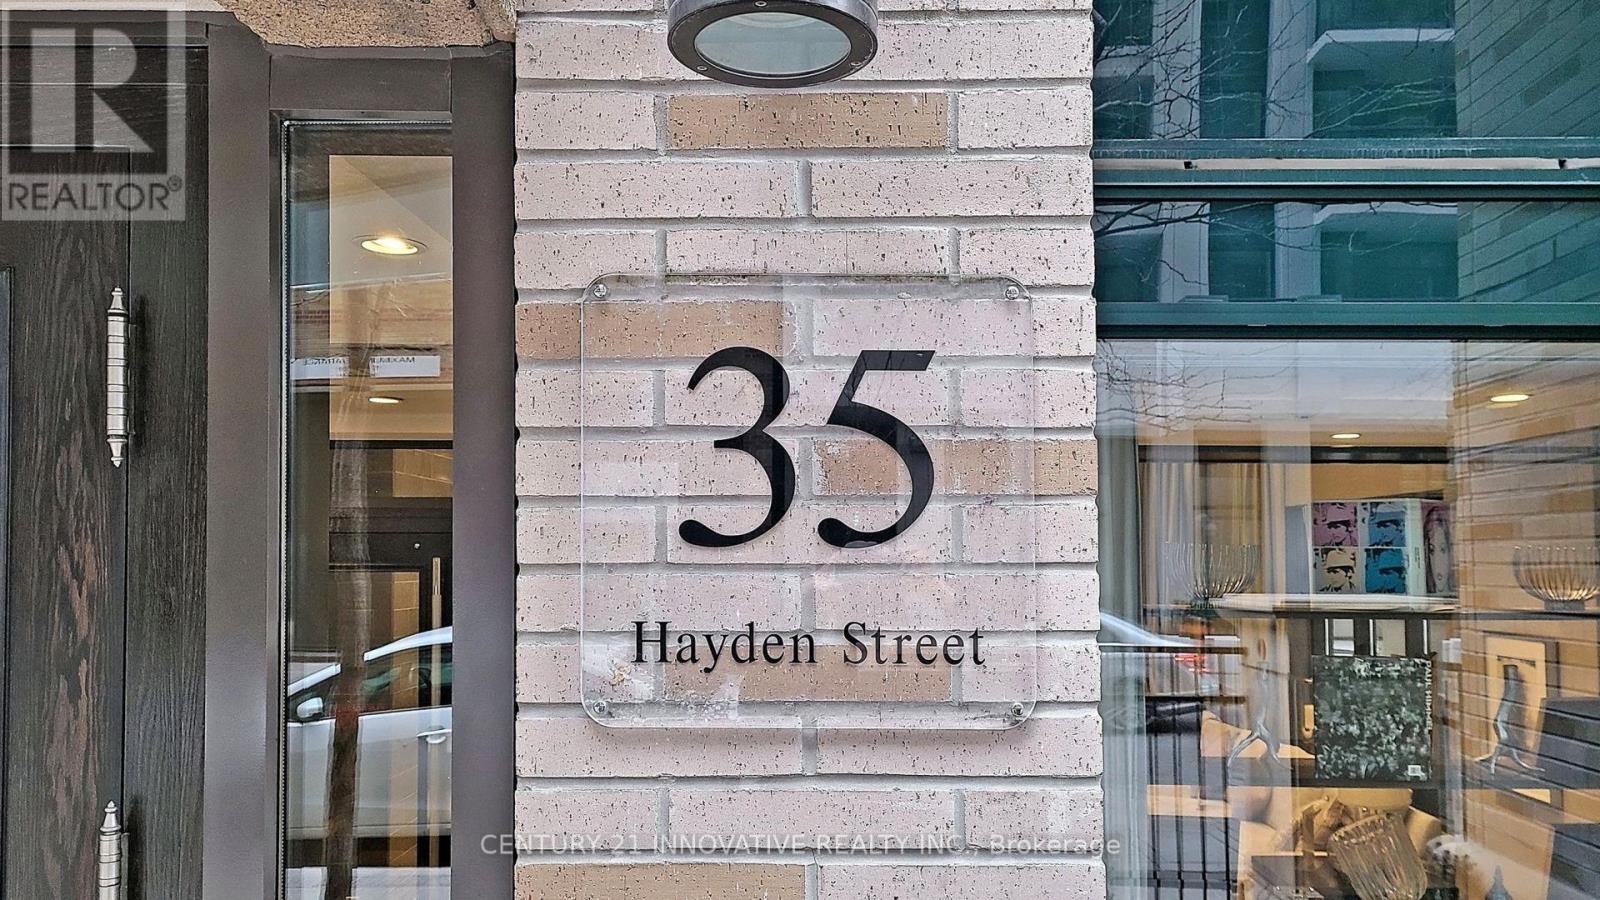 R
REALTOR®
35
Hayden Street
CENTURY 21 INNOVATIVE REALTY INC., Brokerage